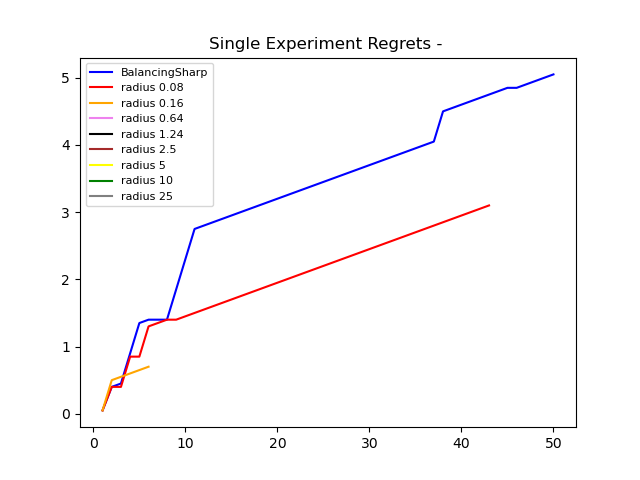 Single Experiment Regrets -
BalancingSharp
radius 0.08
radius 0.16
radius 0.64
radius 1.24
radius 2.5
radius 5
radius 10
radius 25
5
4
3
2
1
0
0 10 20 30 40 50